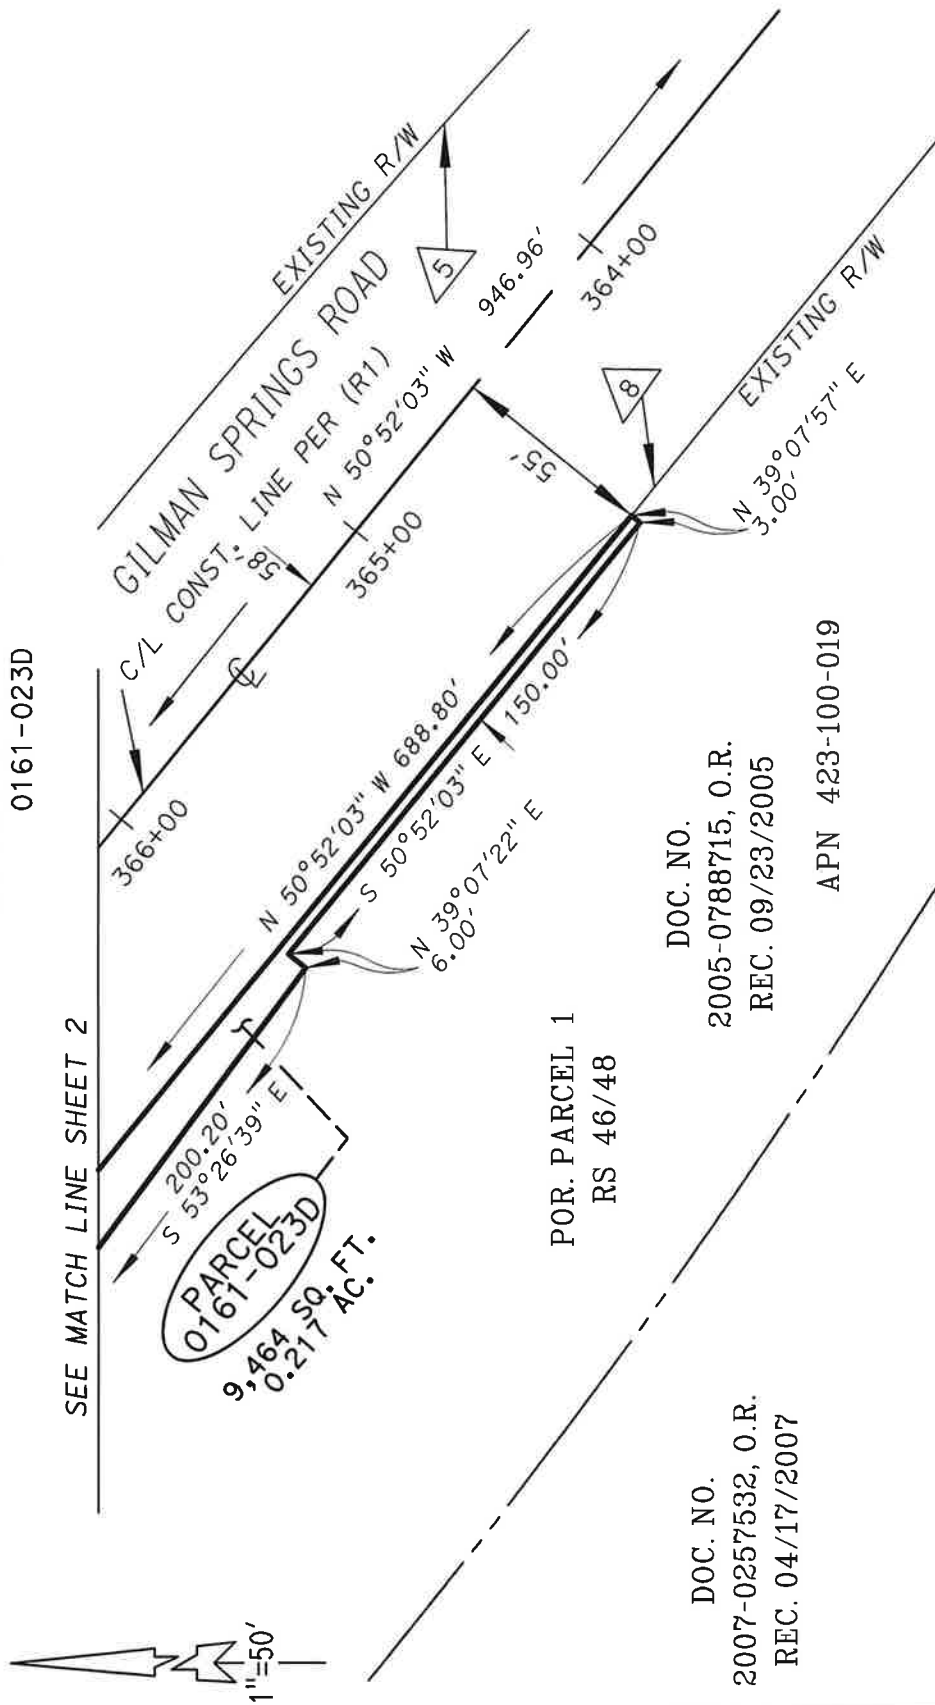 0161-023D
SEE MATCH LINE SHEET 2
1"=50'
EXISTING R/W
GILMAN SPRINGS ROAD
C/L CONST. LINE PER (R1)
N 50°52'03" W 946.96'
5
58'
℄
366+00
365+00
364+00
55'
8
EXISTING R/W
N 39°07'57" E
3.00'
N 50°52'03" W 688.80'
S 50°52'03" E 150.00'
N 39°07'22" E
6.00'
200.20'
S 53°26'39" E
PARCEL
0161-023D
9,464 SQ. FT.
0.217 AC.
POR. PARCEL 1
RS 46/48
DOC. NO.
2005-0788715, O.R.
REC. 09/23/2005
APN 423-100-019
DOC. NO.
2007-0257532, O.R.
REC. 04/17/2007